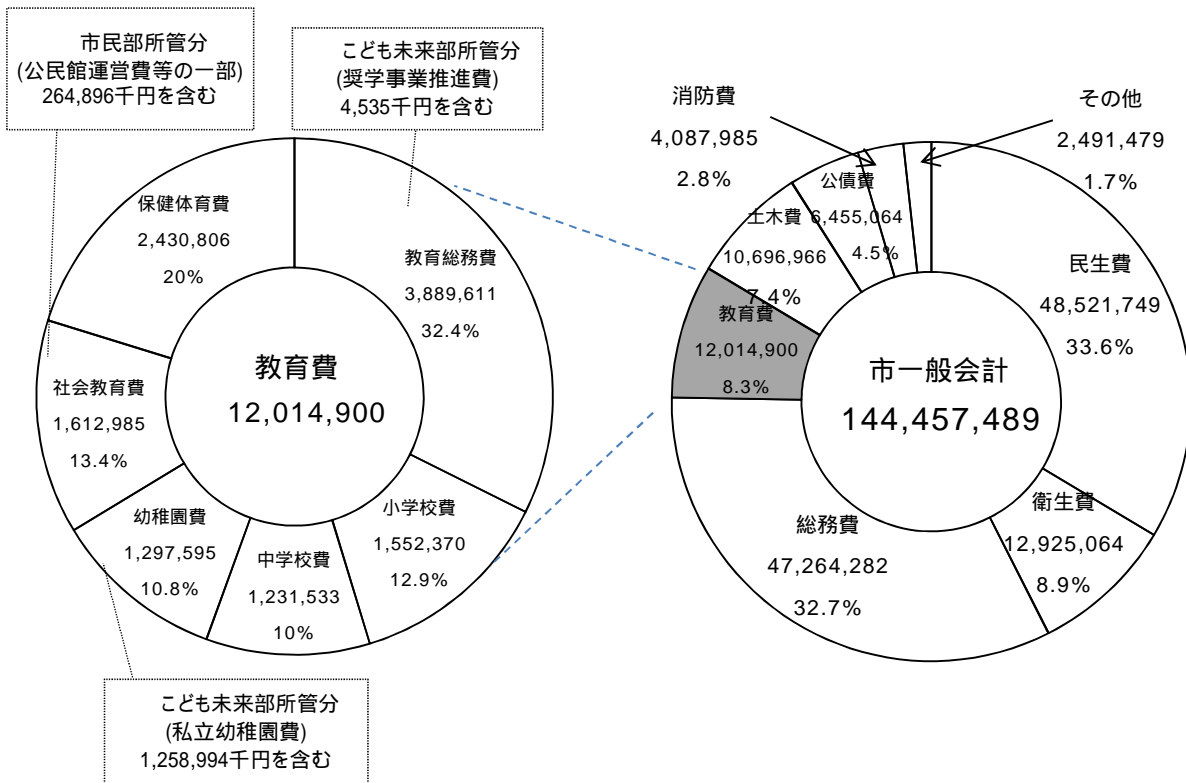 市民部所管分
(公民館運営費等の一部)
264,896千円を含む
こども未来部所管分
(奨学事業推進費)
4,535千円を含む
保健体育費
2,430,806
20%
教育総務費
3,889,611
32.4%
教育費
12,014,900
社会教育費
1,612,985
13.4%
幼稚園費
1,297,595
10.8%
中学校費
1,231,533
10%
小学校費
1,552,370
12.9%
こども未来部所管分
(私立幼稚園費)
1,258,994千円を含む
消防費
4,087,985
2.8%
その他
2,491,479
1.7%
公債費
6,455,064
4.5%
土木費
10,696,966
7.4%
教育費
12,014,900
8.3%
民生費
48,521,749
33.6%
市一般会計
144,457,489
衛生費
12,925,064
8.9%
総務費
47,264,282
32.7%